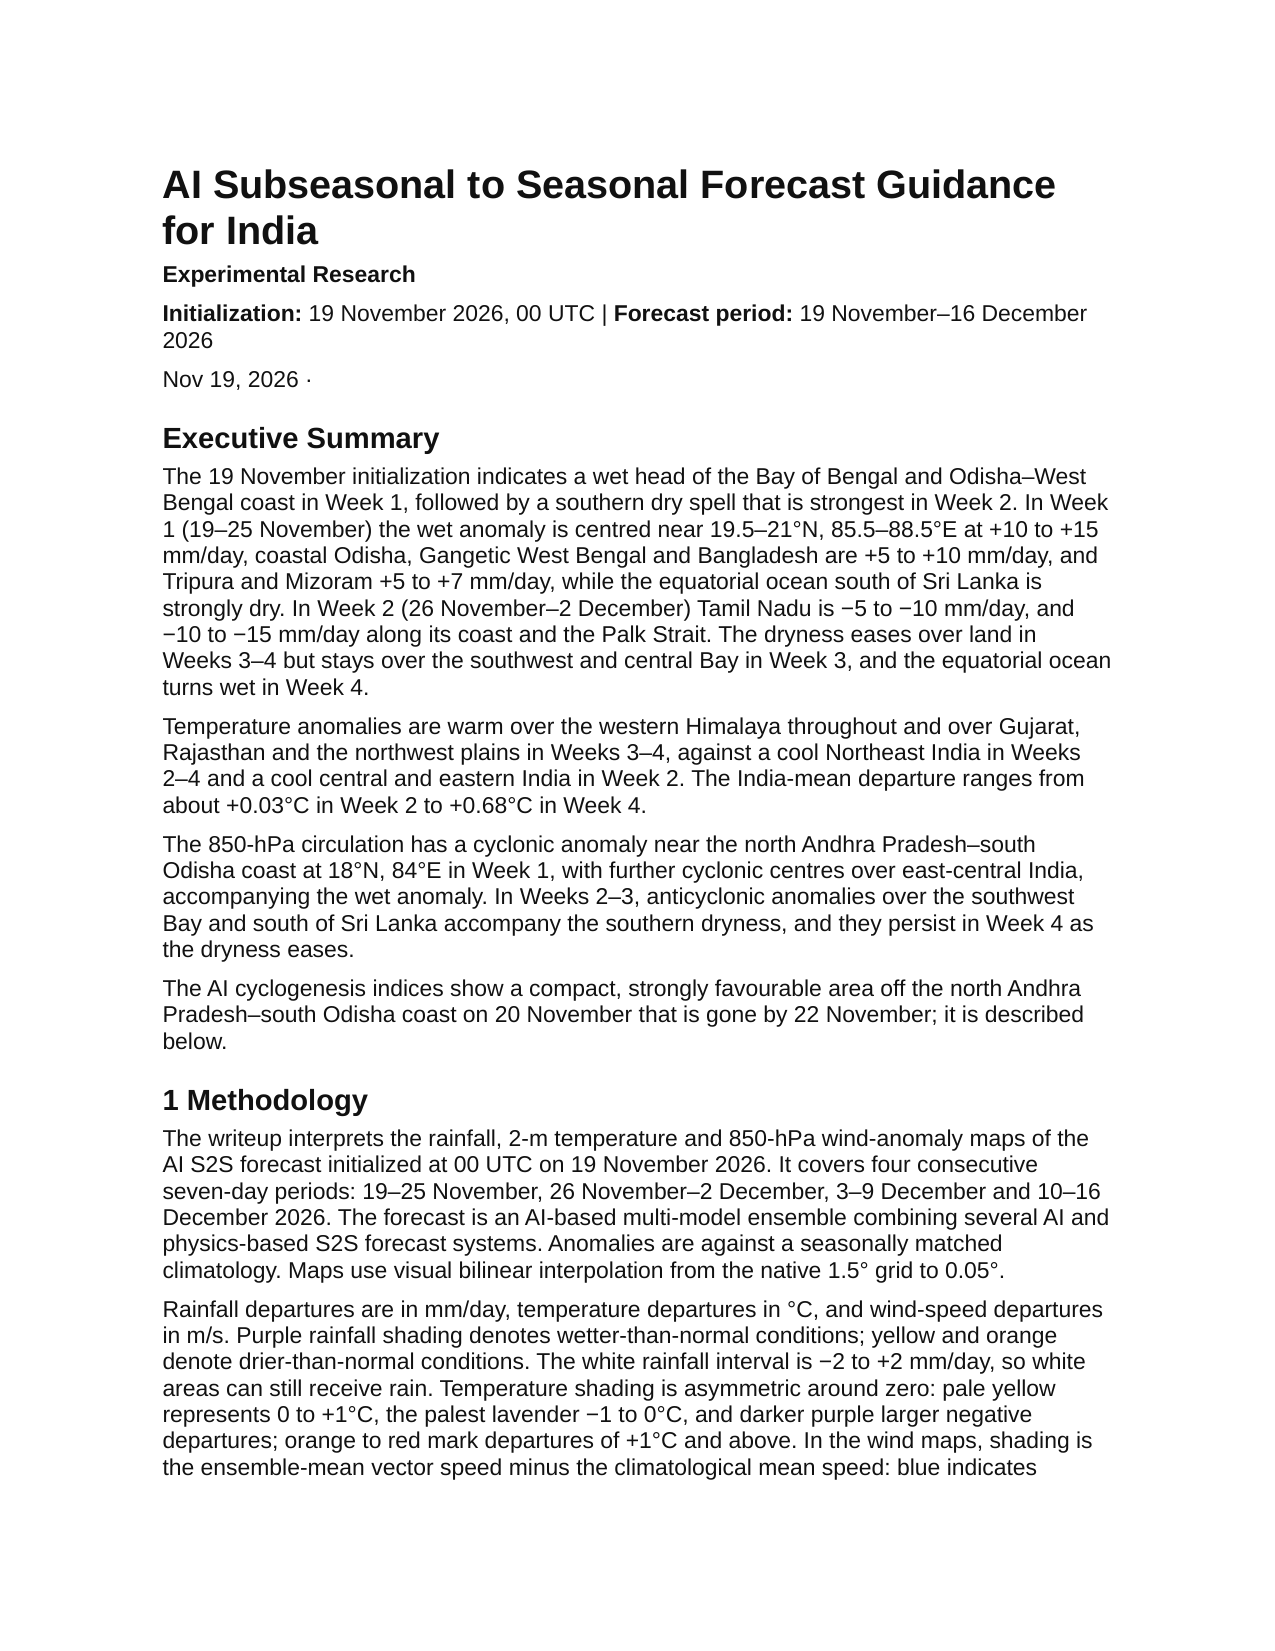 AI Subseasonal to Seasonal Forecast Guidance
for India
Experimental Research
Initialization: 19 November 2026, 00 UTC | Forecast period: 19 November–16 December
2026
Nov 19, 2026 ·
Executive Summary
The 19 November initialization indicates a wet head of the Bay of Bengal and Odisha–West
Bengal coast in Week 1, followed by a southern dry spell that is strongest in Week 2. In Week
1 (19–25 November) the wet anomaly is centred near 19.5–21°N, 85.5–88.5°E at +10 to +15
mm/day, coastal Odisha, Gangetic West Bengal and Bangladesh are +5 to +10 mm/day, and
Tripura and Mizoram +5 to +7 mm/day, while the equatorial ocean south of Sri Lanka is
strongly dry. In Week 2 (26 November–2 December) Tamil Nadu is −5 to −10 mm/day, and
−10 to −15 mm/day along its coast and the Palk Strait. The dryness eases over land in
Weeks 3–4 but stays over the southwest and central Bay in Week 3, and the equatorial ocean
turns wet in Week 4.
Temperature anomalies are warm over the western Himalaya throughout and over Gujarat,
Rajasthan and the northwest plains in Weeks 3–4, against a cool Northeast India in Weeks
2–4 and a cool central and eastern India in Week 2. The India-mean departure ranges from
about +0.03°C in Week 2 to +0.68°C in Week 4.
The 850-hPa circulation has a cyclonic anomaly near the north Andhra Pradesh–south
Odisha coast at 18°N, 84°E in Week 1, with further cyclonic centres over east-central India,
accompanying the wet anomaly. In Weeks 2–3, anticyclonic anomalies over the southwest
Bay and south of Sri Lanka accompany the southern dryness, and they persist in Week 4 as
the dryness eases.
The AI cyclogenesis indices show a compact, strongly favourable area off the north Andhra
Pradesh–south Odisha coast on 20 November that is gone by 22 November; it is described
below.
1 Methodology
The writeup interprets the rainfall, 2-m temperature and 850-hPa wind-anomaly maps of the
AI S2S forecast initialized at 00 UTC on 19 November 2026. It covers four consecutive
seven-day periods: 19–25 November, 26 November–2 December, 3–9 December and 10–16
December 2026. The forecast is an AI-based multi-model ensemble combining several AI and
physics-based S2S forecast systems. Anomalies are against a seasonally matched
climatology. Maps use visual bilinear interpolation from the native 1.5° grid to 0.05°.
Rainfall departures are in mm/day, temperature departures in °C, and wind-speed departures
in m/s. Purple rainfall shading denotes wetter-than-normal conditions; yellow and orange
denote drier-than-normal conditions. The white rainfall interval is −2 to +2 mm/day, so white
areas can still receive rain. Temperature shading is asymmetric around zero: pale yellow
represents 0 to +1°C, the palest lavender −1 to 0°C, and darker purple larger negative
departures; orange to red mark departures of +1°C and above. In the wind maps, shading is
the ensemble-mean vector speed minus the climatological mean speed: blue indicates